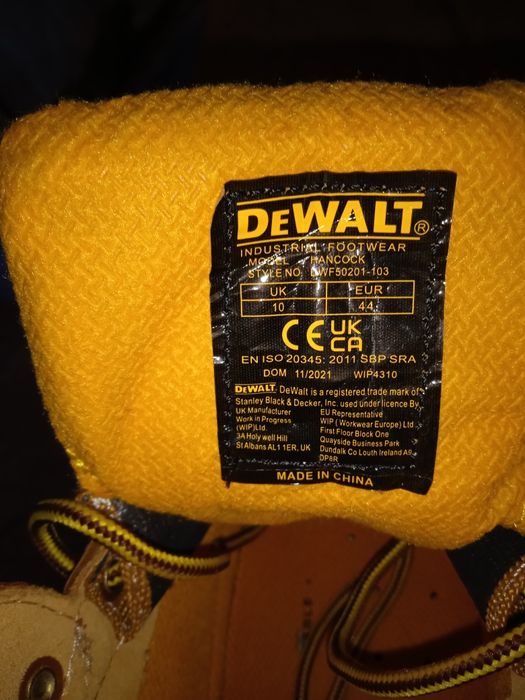 DEWALT®
INDUSTRIAL FOOTWEAR
MODEL HANCOCK
STYLE NO. DWF50201-103
UK EUR
10 44
CE UK
CA
EN ISO 20345: 2011 SBP SRA
DOM 11/2021 WIP4310
DEWALT. DeWalt is a registered trade mark of
Stanley Black & Decker, Inc. used under licence By
UK Manufacturer
Work in Progress
(WIP)Ltd.
3A Holy well Hill
St Albans AL1 1ER, UK
EU Representative
WIP ( Workwear Europe) Ltd
First Floor Block One
Quayside Business Park
Dundalk Co Louth Ireland A9
DP8R
MADE IN CHINA